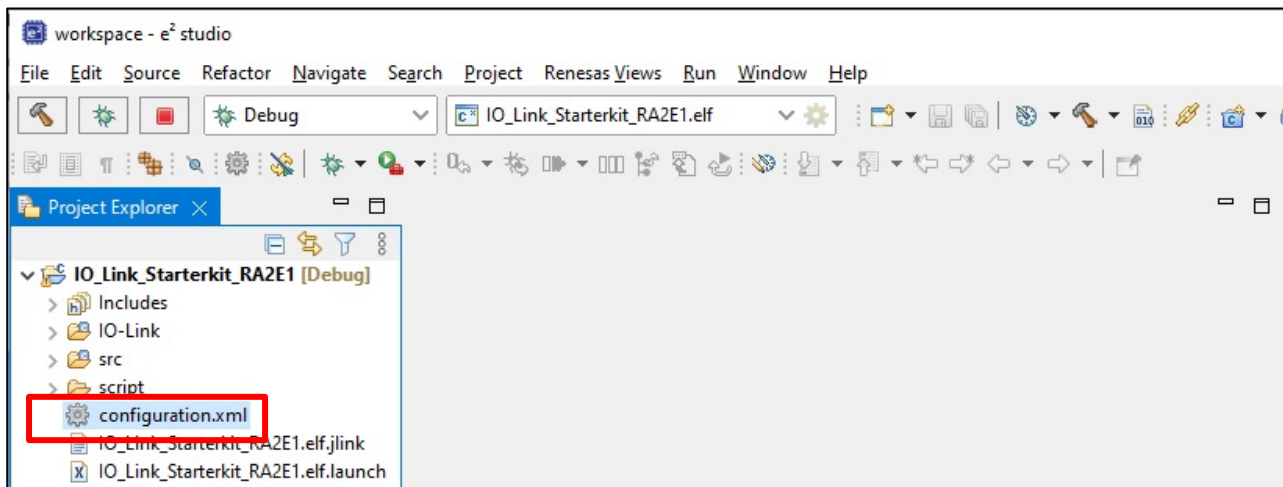 workspace - e² studio
File Edit Source Refactor Navigate Search Project Renesas Views Run Window Help
Debug IO_Link_Starterkit_RA2E1.elf
Project Explorer
IO_Link_Starterkit_RA2E1 [Debug]
Includes
IO-Link
src
script
configuration.xml
IO_Link_Starterkit_RA2E1.elf.jlink
IO_Link_Starterkit_RA2E1.elf.launch